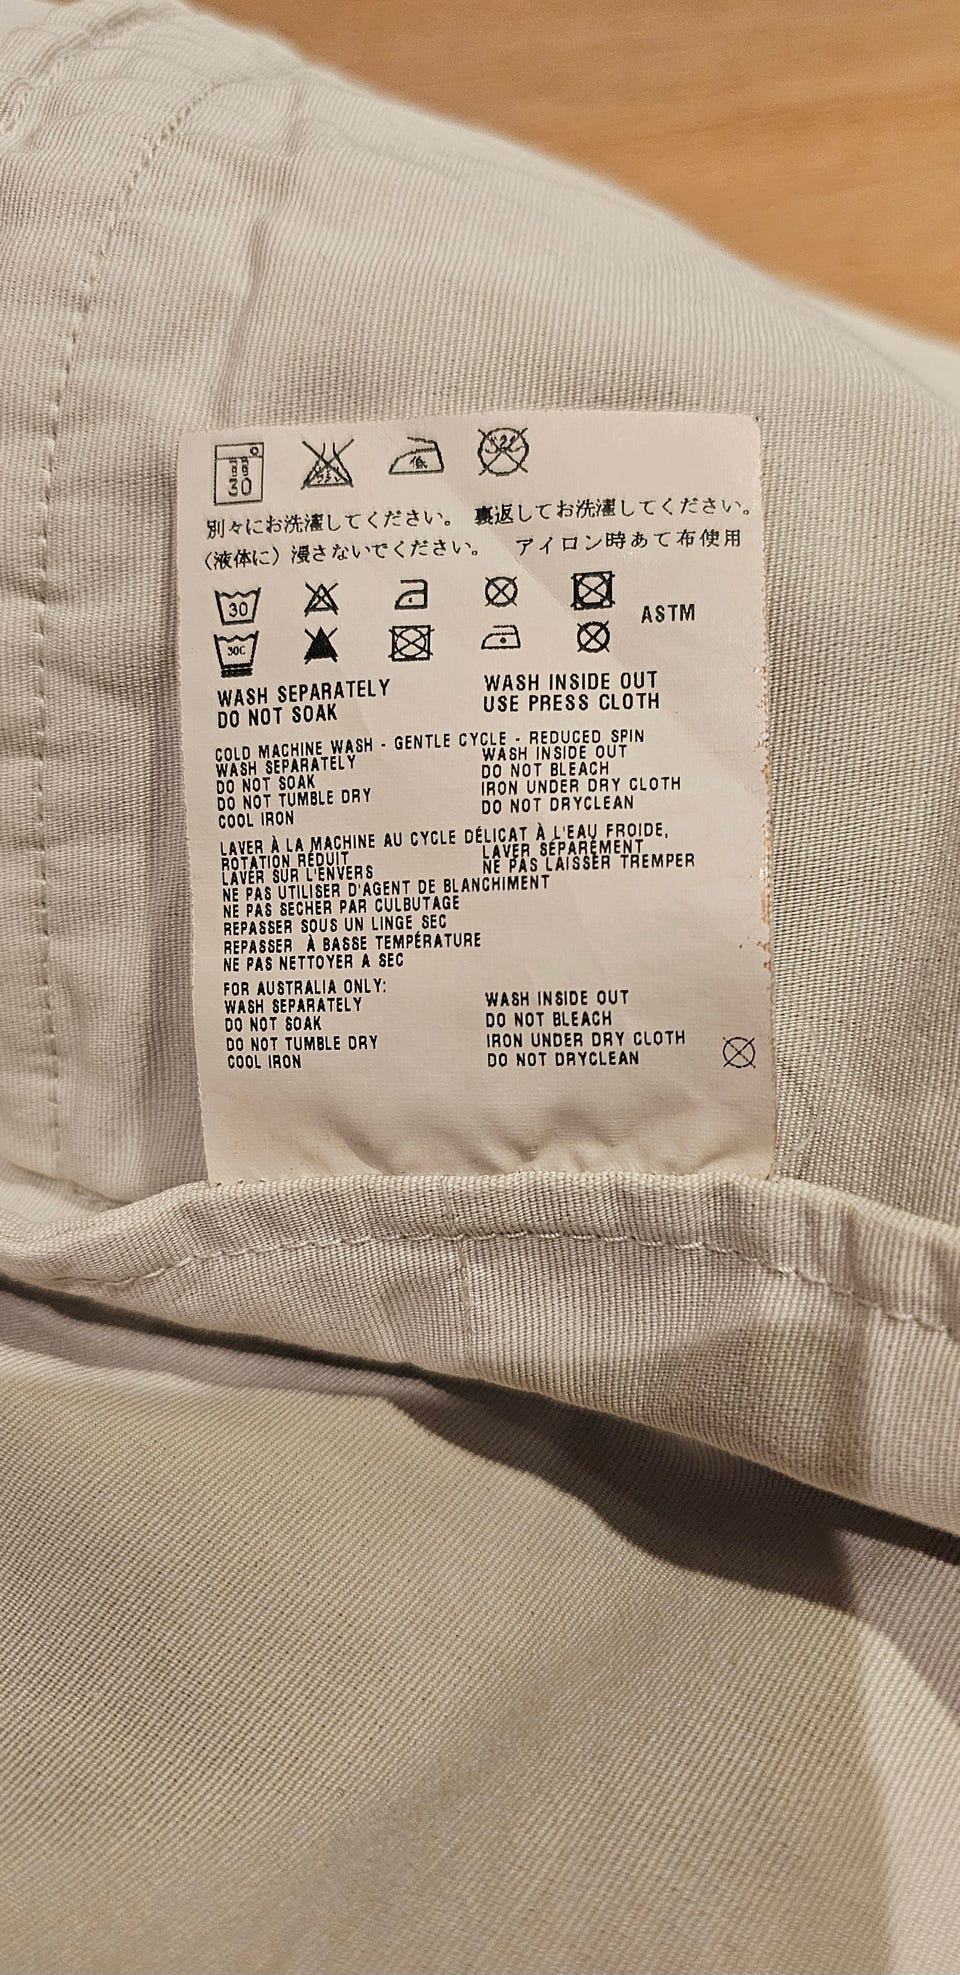 30
低
別々にお洗濯してください。 裏返してお洗濯してください。
（液体に）浸さないでください。 アイロン時あて布使用
30
ASTM
30C
WASH SEPARATELY WASH INSIDE OUT
DO NOT SOAK USE PRESS CLOTH
COLD MACHINE WASH - GENTLE CYCLE - REDUCED SPIN
WASH SEPARATELY WASH INSIDE OUT
DO NOT SOAK DO NOT BLEACH
DO NOT TUMBLE DRY IRON UNDER DRY CLOTH
COOL IRON DO NOT DRYCLEAN
LAVER À LA MACHINE AU CYCLE DÉLICAT À L'EAU FROIDE,
ROTATION RÉDUIT LAVER SÉPARÉMENT
LAVER SUR L'ENVERS NE PAS LAISSER TREMPER
NE PAS UTILISER D'AGENT DE BLANCHIMENT
NE PAS SECHER PAR CULBUTAGE
REPASSER SOUS UN LINGE SEC
REPASSER À BASSE TEMPÉRATURE
NE PAS NETTOYER A SEC
FOR AUSTRALIA ONLY:
WASH SEPARATELY WASH INSIDE OUT
DO NOT SOAK DO NOT BLEACH
DO NOT TUMBLE DRY IRON UNDER DRY CLOTH
COOL IRON DO NOT DRYCLEAN